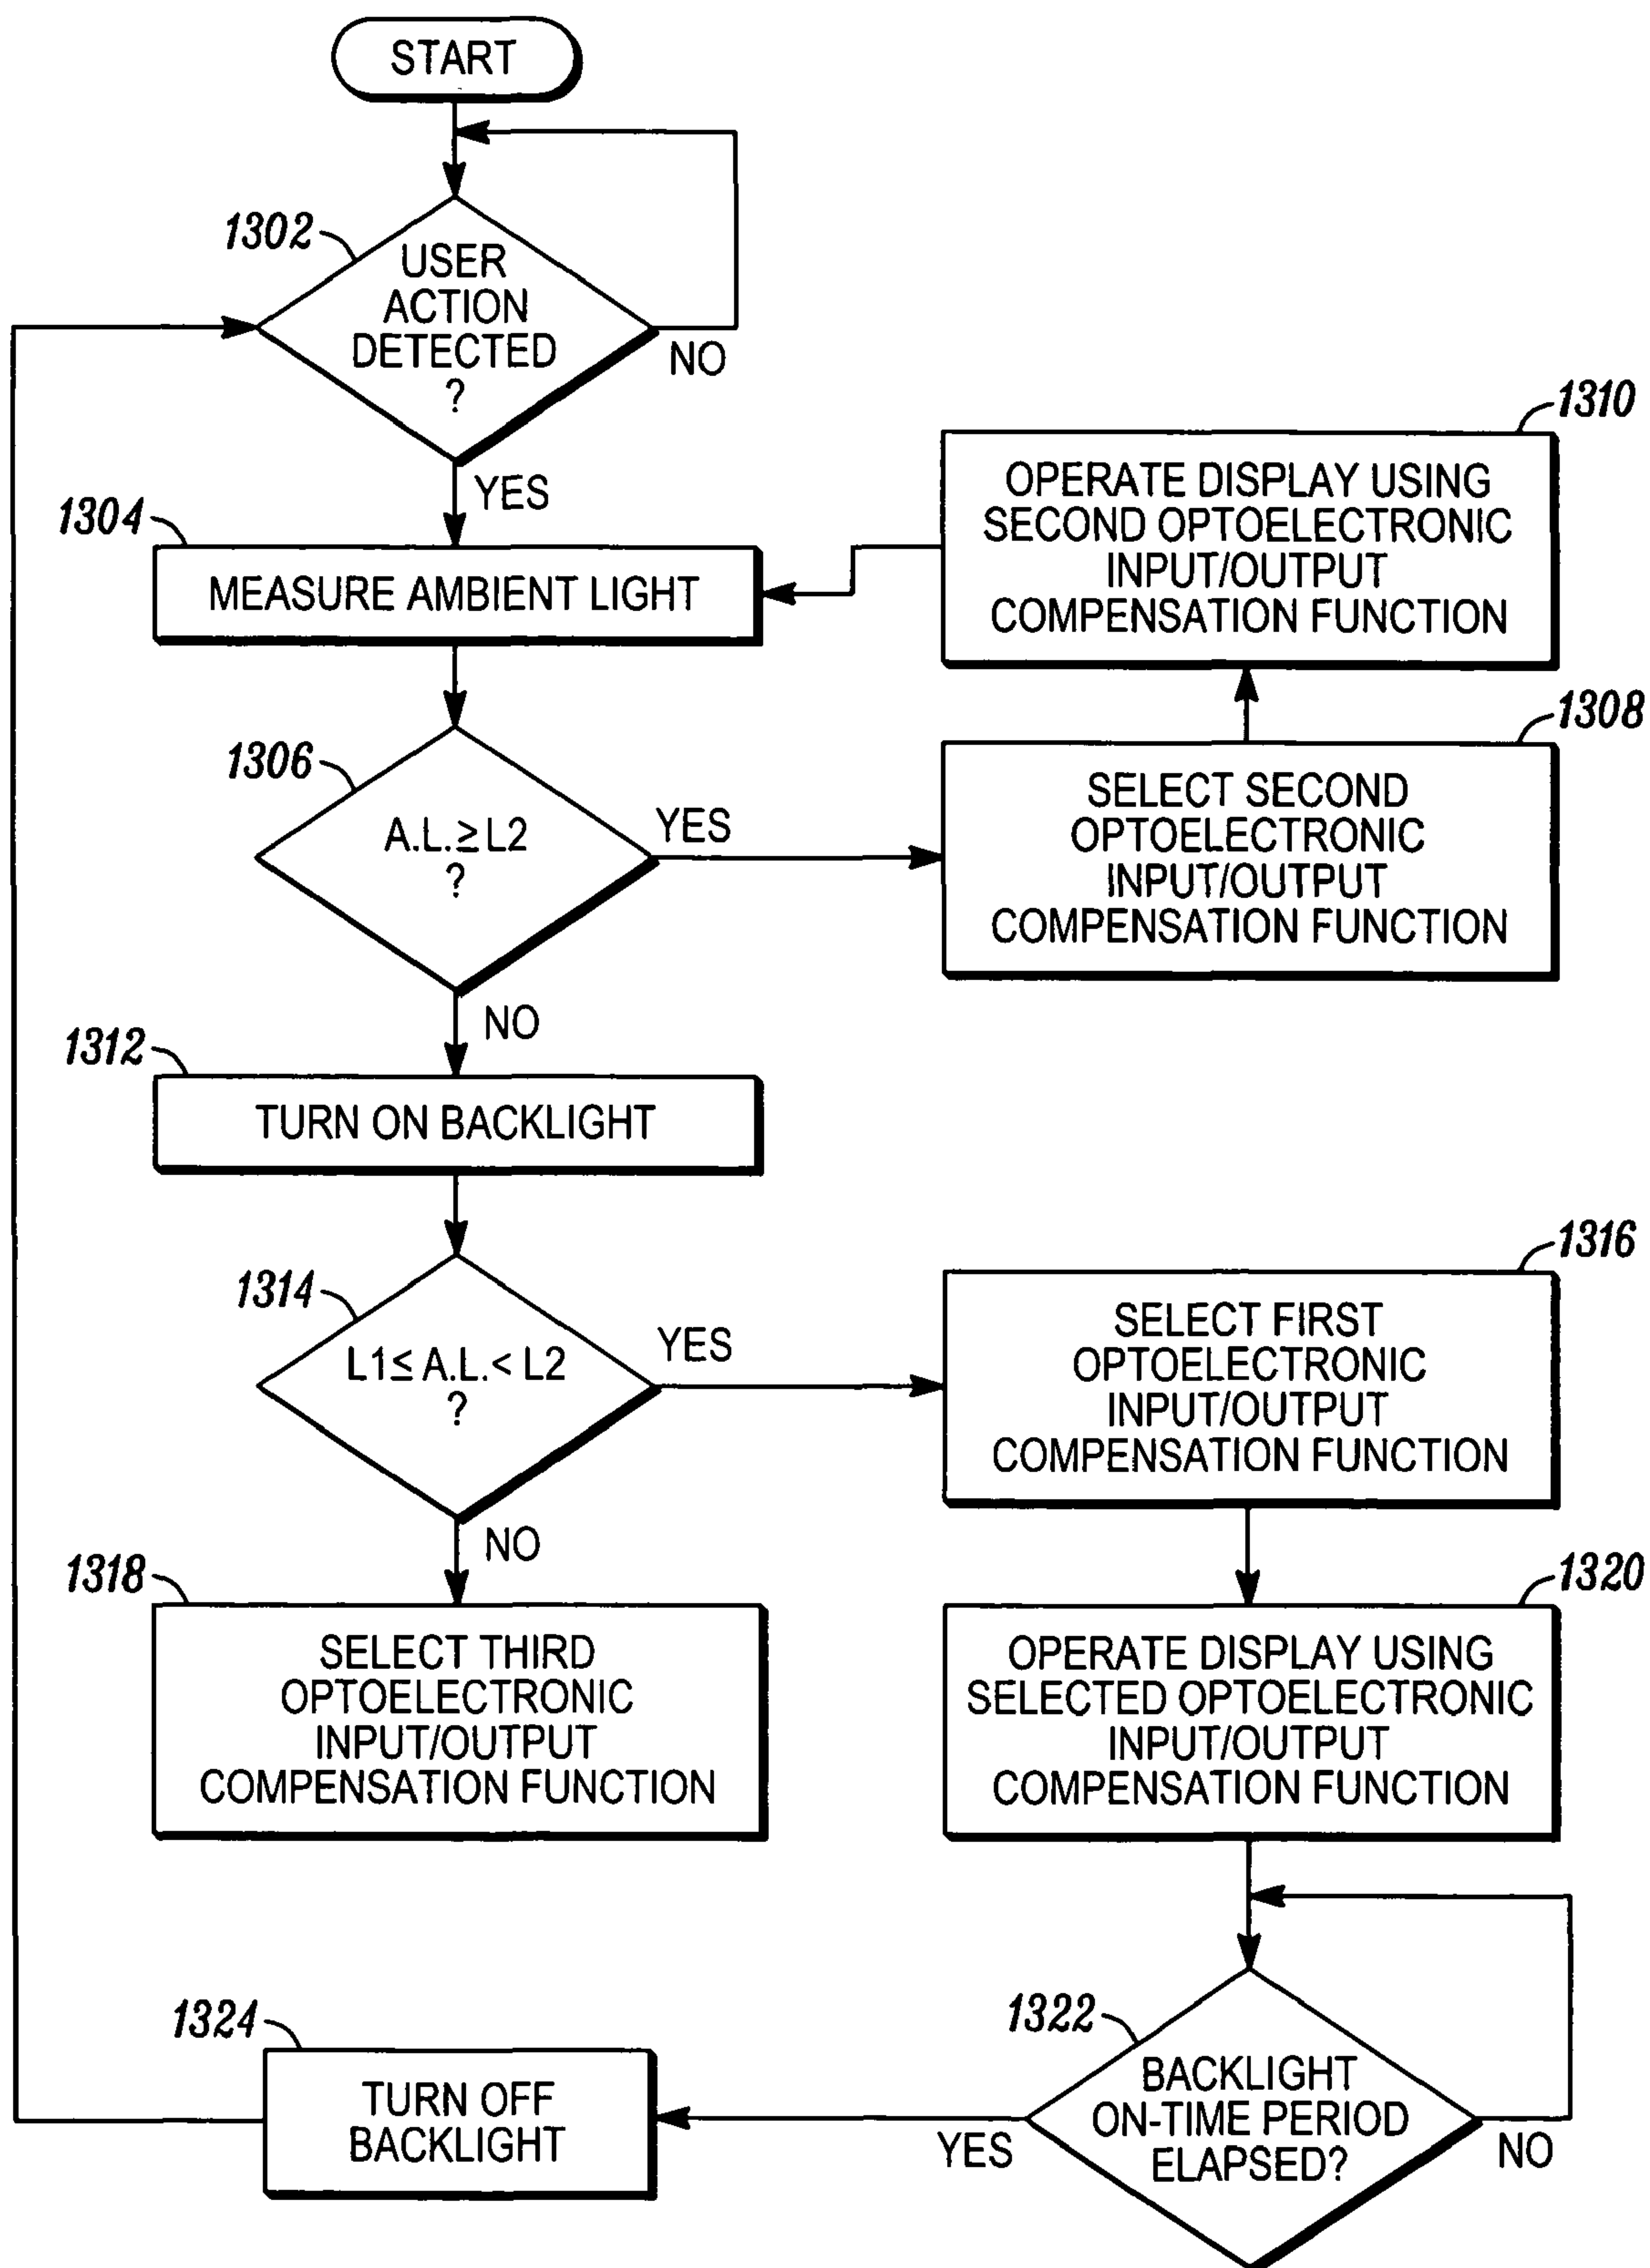 START
1302
USER
ACTION
DETECTED
?
NO
YES
1304
MEASURE AMBIENT LIGHT
1310
OPERATE DISPLAY USING
SECOND OPTOELECTRONIC
INPUT/OUTPUT
COMPENSATION FUNCTION
1306
A.L. ≥ L2
?
YES
1308
SELECT SECOND
OPTOELECTRONIC
INPUT/OUTPUT
COMPENSATION FUNCTION
NO
1312
TURN ON BACKLIGHT
1314
L1 ≤ A.L. < L2
?
YES
1316
SELECT FIRST
OPTOELECTRONIC
INPUT/OUTPUT
COMPENSATION FUNCTION
NO
1318
SELECT THIRD
OPTOELECTRONIC
INPUT/OUTPUT
COMPENSATION FUNCTION
1320
OPERATE DISPLAY USING
SELECTED OPTOELECTRONIC
INPUT/OUTPUT
COMPENSATION FUNCTION
1322
BACKLIGHT
ON-TIME PERIOD
ELAPSED?
NO
YES
1324
TURN OFF
BACKLIGHT